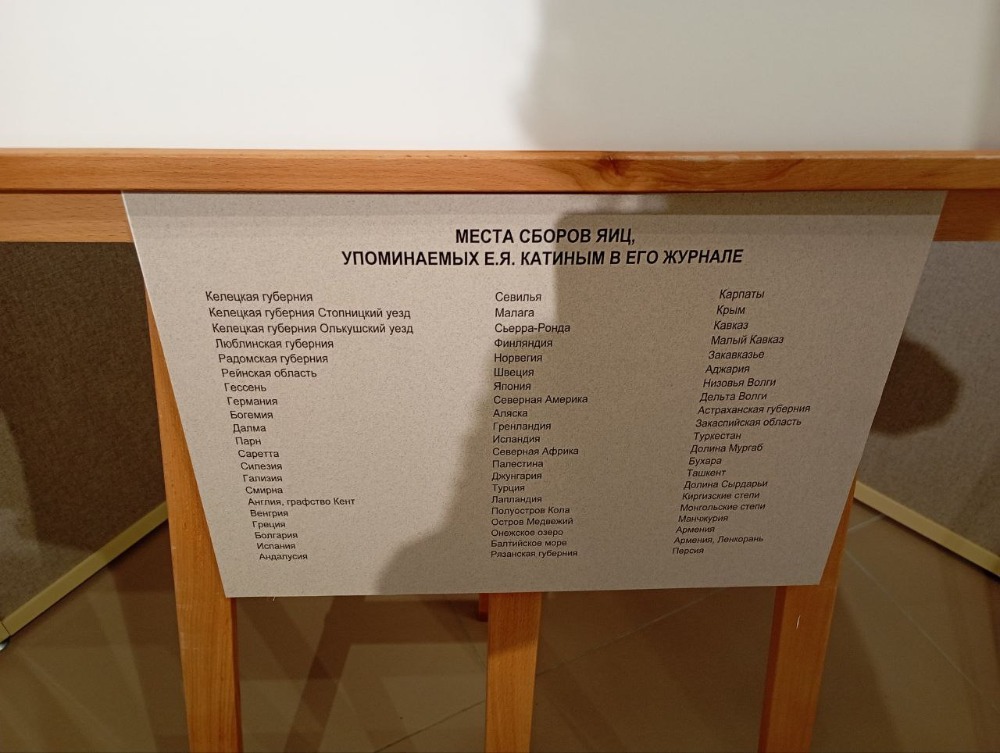 МЕСТА СБОРОВ ЯИЦ,
УПОМИНАЕМЫХ Е.Я. КАТИНЫМ В ЕГО ЖУРНАЛЕ
Келецкая губерния
Келецкая губерния Стопницкий уезд
Келецкая губерния Олькушский уезд
Люблинская губерния
Радомская губерния
Рейнская область
Гессень
Германия
Богемия
Далма
Парн
Саретта
Силезия
Гализия
Смирна
Англия, графство Кент
Венгрия
Греция
Болгария
Испания
Андалусия
Севилья
Малага
Сьерра-Ронда
Финляндия
Норвегия
Швеция
Япония
Северная Америка
Аляска
Гренландия
Исландия
Северная Африка
Палестина
Джунгария
Турция
Лапландия
Полуостров Кола
Остров Медвежий
Онежское озеро
Балтийское море
Рязанская губерния
Карпаты
Крым
Кавказ
Малый Кавказ
Закавказье
Аджария
Низовья Волги
Дельта Волги
Астраханская губерния
Закаспийская область
Туркестан
Долина Мургаб
Бухара
Ташкент
Долина Сырдарьи
Киргизские степи
Монгольские степи
Манчжурия
Армения
Армения, Ленкорань
Персия